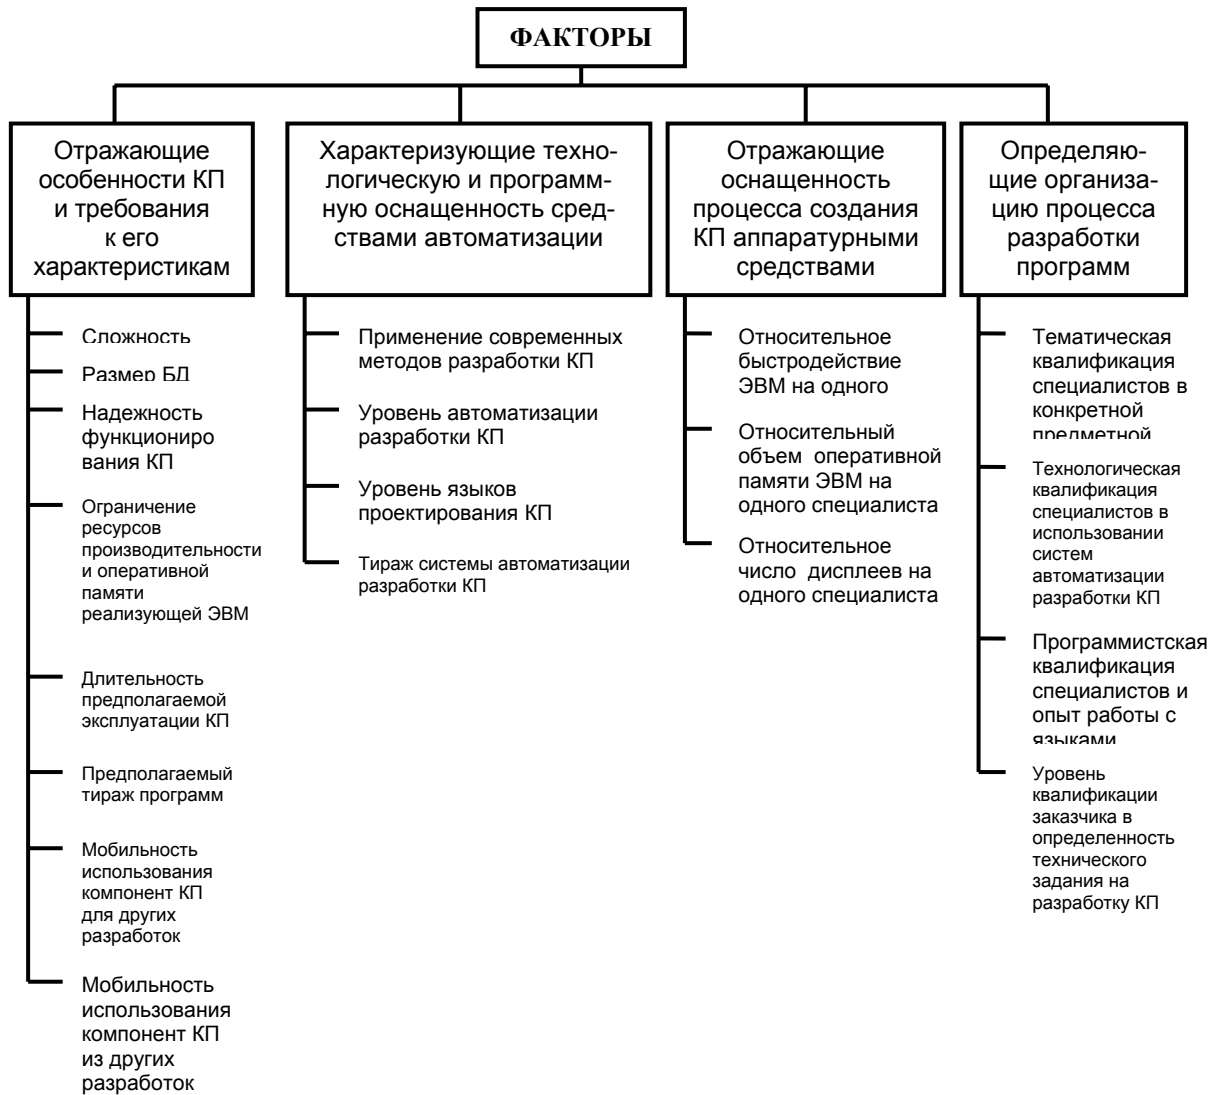 ФАКТОРЫ
Отражающие
особенности КП
и требования
к его
характеристикам
Сложность
Размер БД
Надежность
функциониро
вания КП
Ограничение
ресурсов
производительности
и оперативной
памяти
реализующей ЭВМ
Длительность
предполагаемой
эксплуатации КП
Предполагаемый
тираж программ
Мобильность
использования
компонент КП
для других
разработок
Мобильность
использования
компонент КП
из других
разработок
Характеризующие техно-
логическую и программ-
ную оснащенность сред-
ствами автоматизации
Применение современных
методов разработки КП
Уровень автоматизации
разработки КП
Уровень языков
проектирования КП
Тираж системы автоматизации
разработки КП
Отражающие
оснащенность
процесса создания
КП аппаратурными
средствами
Относительное
быстродействие
ЭВМ на одного
Относительный
объем оперативной
памяти ЭВМ на
одного специалиста
Относительное
число дисплеев на
одного специалиста
Определяю-
щие организа-
цию процесса
разработки
программ
Тематическая
квалификация
специалистов в
конкретной
предметной
Технологическая
квалификация
специалистов в
использовании
систем
автоматизации
разработки КП
Программистская
квалификация
специалистов и
опыт работы с
языками
Уровень
квалификации
заказчика в
определенность
технического
задания на
разработку КП